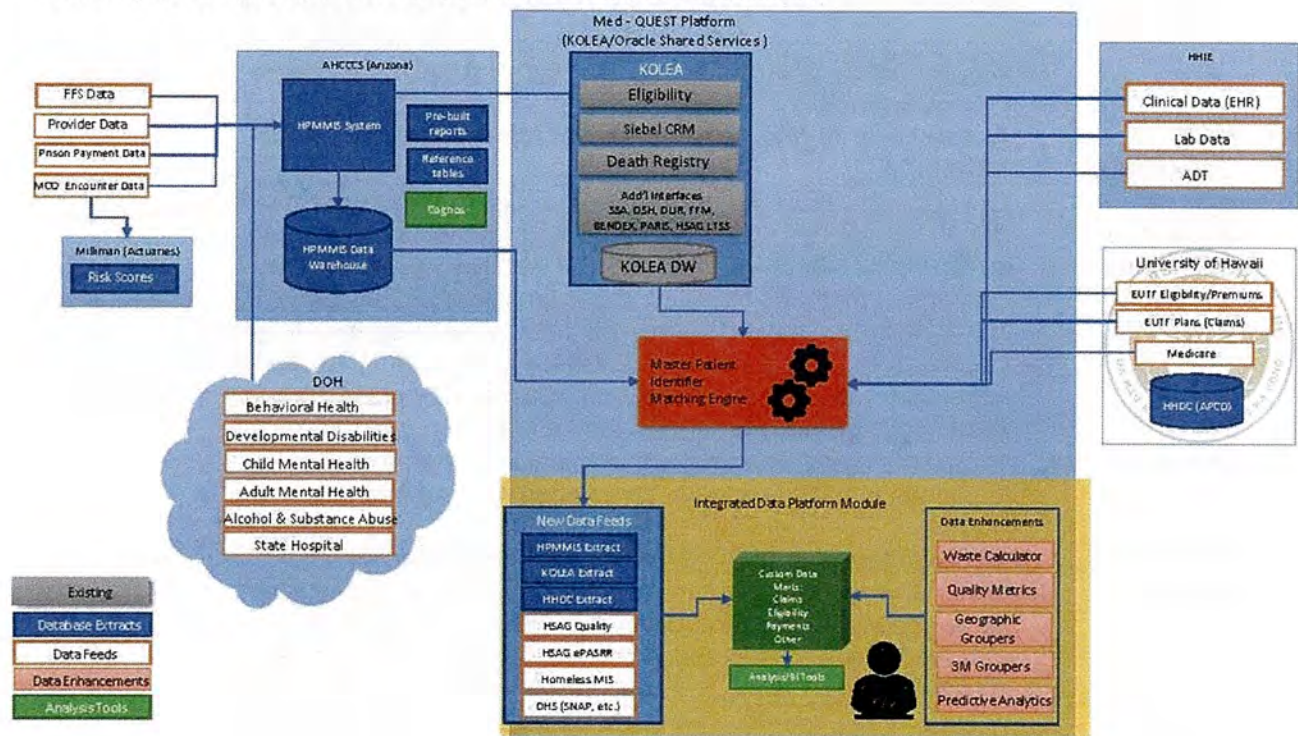 Med - QUEST Platform
(KOLEA/Oracle Shared Services )
AHCCCS (Arizona)
HPMMIS System
Pre-built
reports
Reference
tables
Cognos
HPMMIS Data
Warehouse
FFS Data
Provider Data
Prison Payment Data
MCO Encounter Data
Milliman (Actuaries)
Risk Scores
KOLEA
Eligibility
Siebel CRM
Death Registry
Add'l Interfaces
SSA, DSH, DUR, FFM,
BENDEX, PARIS, HSAG LTSS
KOLEA DW
HHIE
Clinical Data (EHR)
Lab Data
ADT
University of Hawaii
EUTF Eligibility/Premiums
EUTF Plans (Claims)
Medicare
HHDC (APCD)
Master Patient
Identifier
Matching Engine
DOH
Behavioral Health
Developmental Disabilities
Child Mental Health
Adult Mental Health
Alcohol & Substance Abuse
State Hospital
Existing
Database Extracts
Data Feeds
Data Enhancements
Analysis Tools
Integrated Data Platform Module
New Data Feeds
HPMMIS Extract
KOLEA Extract
HHDC Extract
HSAG Quality
HSAG ePASRR
Homeless MIS
DHS (SNAP, etc.)
Custom Data
Marts:
Claims
Eligibility
Payments
Other
Analysis/BI Tools
Data Enhancements
Waste Calculator
Quality Metrics
Geographic
Groupers
3M Groupers
Predictive Analytics